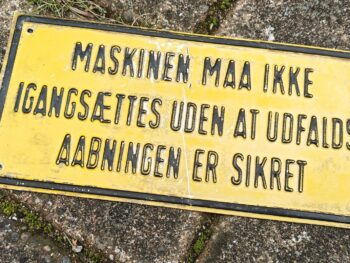 MASKINEN, MAA IKKE
IGANGSÆTTES UDEN AT UDFALDS
AABNINGEN ER SIKRET